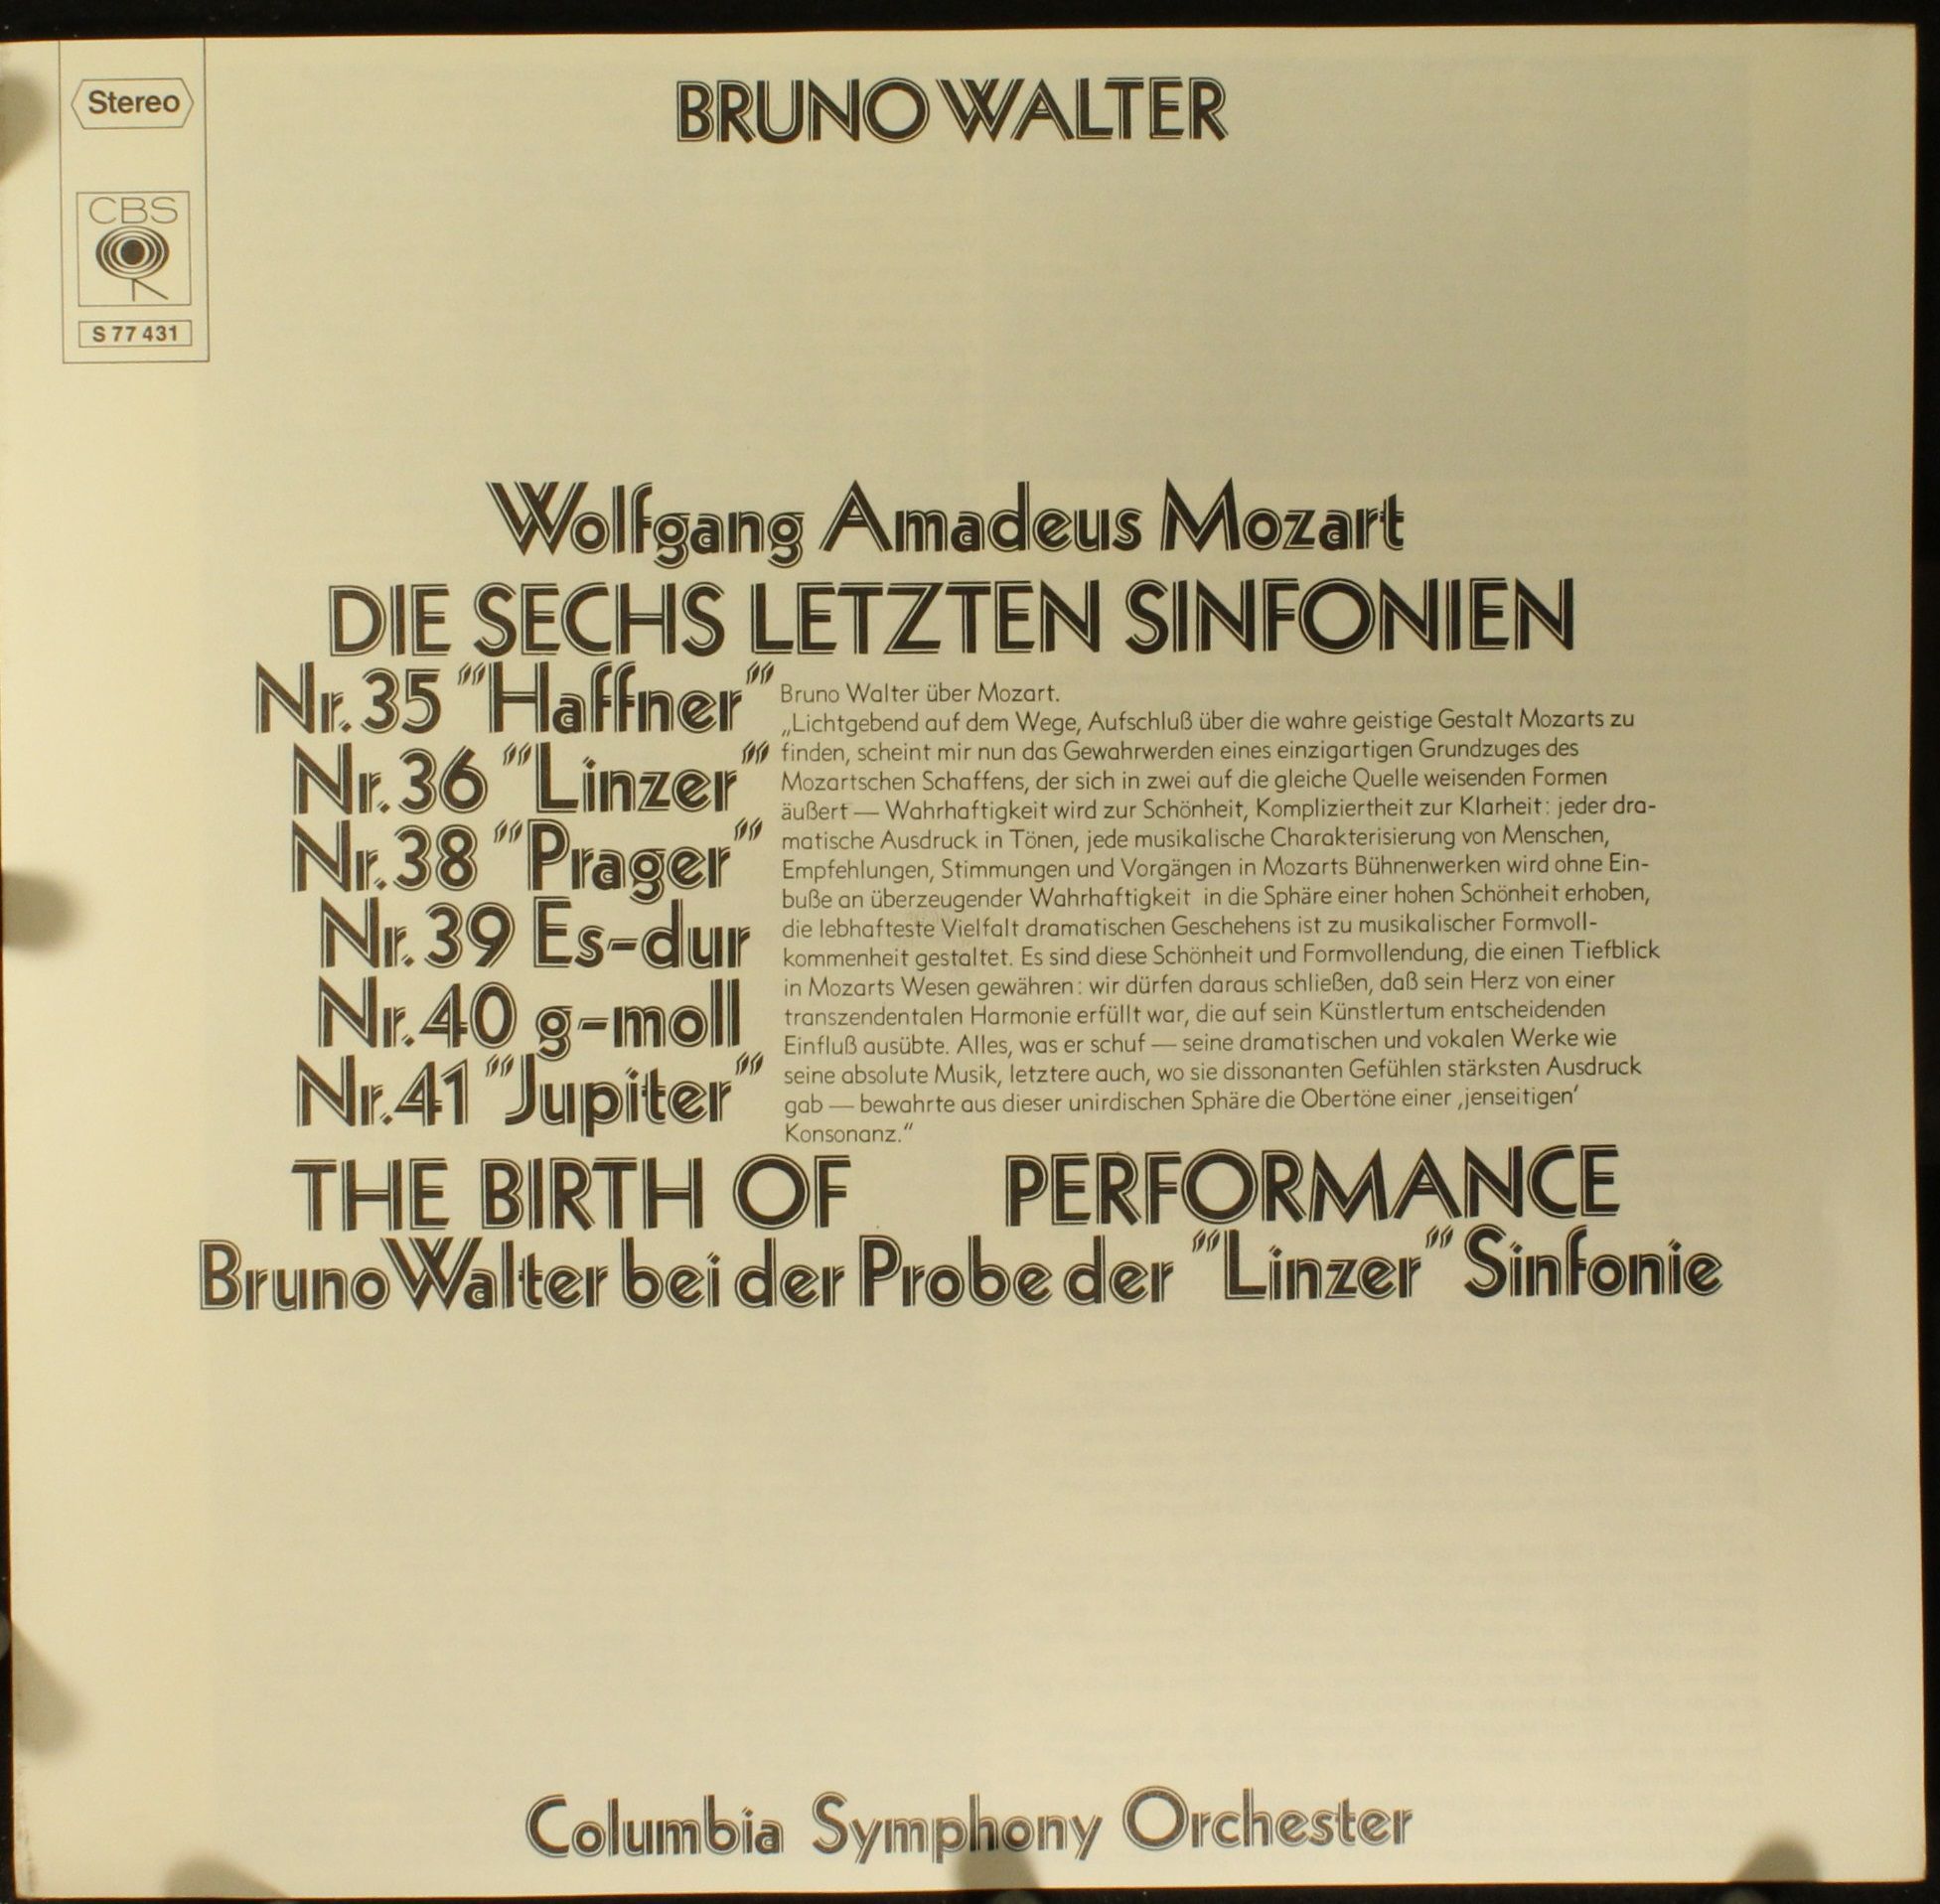 Stereo
CBS
S 77 431
BRUNO WALTER
Wolfgang Amadeus Mozart
DIE SECHS LETZTEN SINFONIEN
Nr. 35 "Haffner"
Nr. 36 "Linzer"
Nr. 38 "Prager"
Nr. 39 Es-dur
Nr. 40 g-moll
Nr. 41 "Jupiter"
Bruno Walter über Mozart.
„Lichtgebend auf dem Wege, Aufschluß über die wahre geistige Gestalt Mozarts zu
finden, scheint mir nun das Gewahrwerden eines einzigartigen Grundzuges des
Mozartschen Schaffens, der sich in zwei auf die gleiche Quelle weisenden Formen
äußert — Wahrhaftigkeit wird zur Schönheit, Kompliziertheit zur Klarheit: jeder dra-
matische Ausdruck in Tönen, jede musikalische Charakterisierung von Menschen,
Empfehlungen, Stimmungen und Vorgängen in Mozarts Bühnenwerken wird ohne Ein-
buße an überzeugender Wahrhaftigkeit in die Sphäre einer hohen Schönheit erhoben,
die lebhafteste Vielfalt dramatischen Geschehens ist zu musikalischer Formvoll-
kommenheit gestaltet. Es sind diese Schönheit und Formvollendung, die einen Tiefblick
in Mozarts Wesen gewähren: wir dürfen daraus schließen, daß sein Herz von einer
transzendentalen Harmonie erfüllt war, die auf sein Künstlertum entscheidenden
Einfluß ausübte. Alles, was er schuf — seine dramatischen und vokalen Werke wie
seine absolute Musik, letztere auch, wo sie dissonanten Gefühlen stärksten Ausdruck
gab — bewahrte aus dieser unirdischen Sphäre die Obertöne einer ‚jenseitigen'
Konsonanz."
THE BIRTH OF PERFORMANCE
Bruno Walter bei der Probe der "Linzer" Sinfonie
Columbia Symphony Orchester